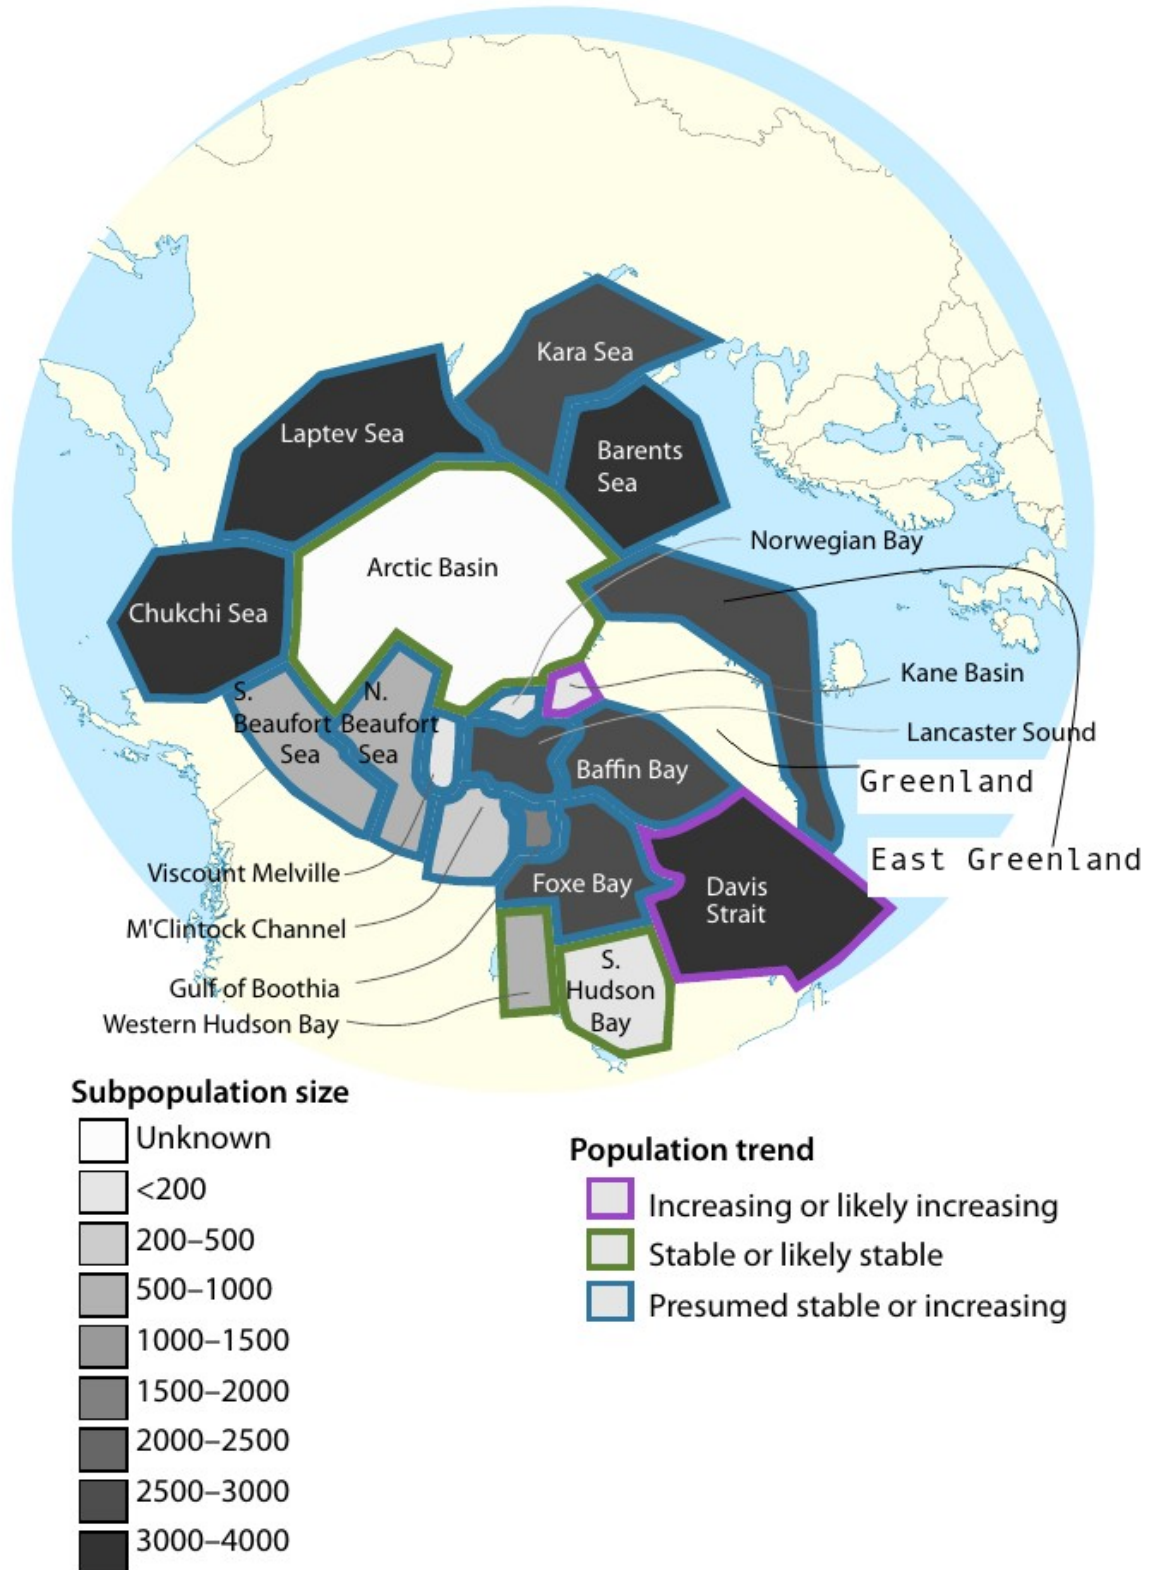 Kara Sea
Laptev Sea
Barents
Sea
Norwegian Bay
Arctic Basin
Chukchi Sea
Kane Basin
S.
Beaufort
Sea
N.
Beaufort
Sea
Lancaster Sound
Baffin Bay
Greenland
East Greenland
Viscount Melville
Foxe Bay
Davis
Strait
M'Clintock Channel
S.
Hudson
Bay
Gulf of Boothia
Western Hudson Bay
Subpopulation size
Unknown
<200
200–500
500–1000
1000–1500
1500–2000
2000–2500
2500–3000
3000–4000
Population trend
Increasing or likely increasing
Stable or likely stable
Presumed stable or increasing